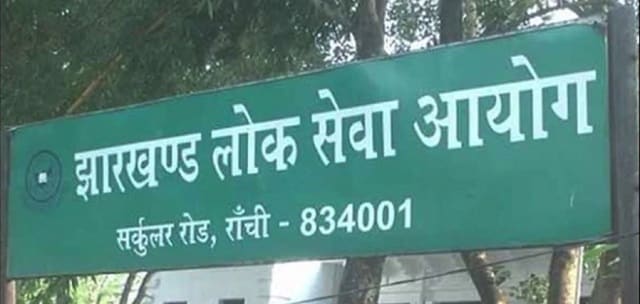 झारखण्ड लोक सेवा आयोग
सर्कुलर रोड, राँची - 834001